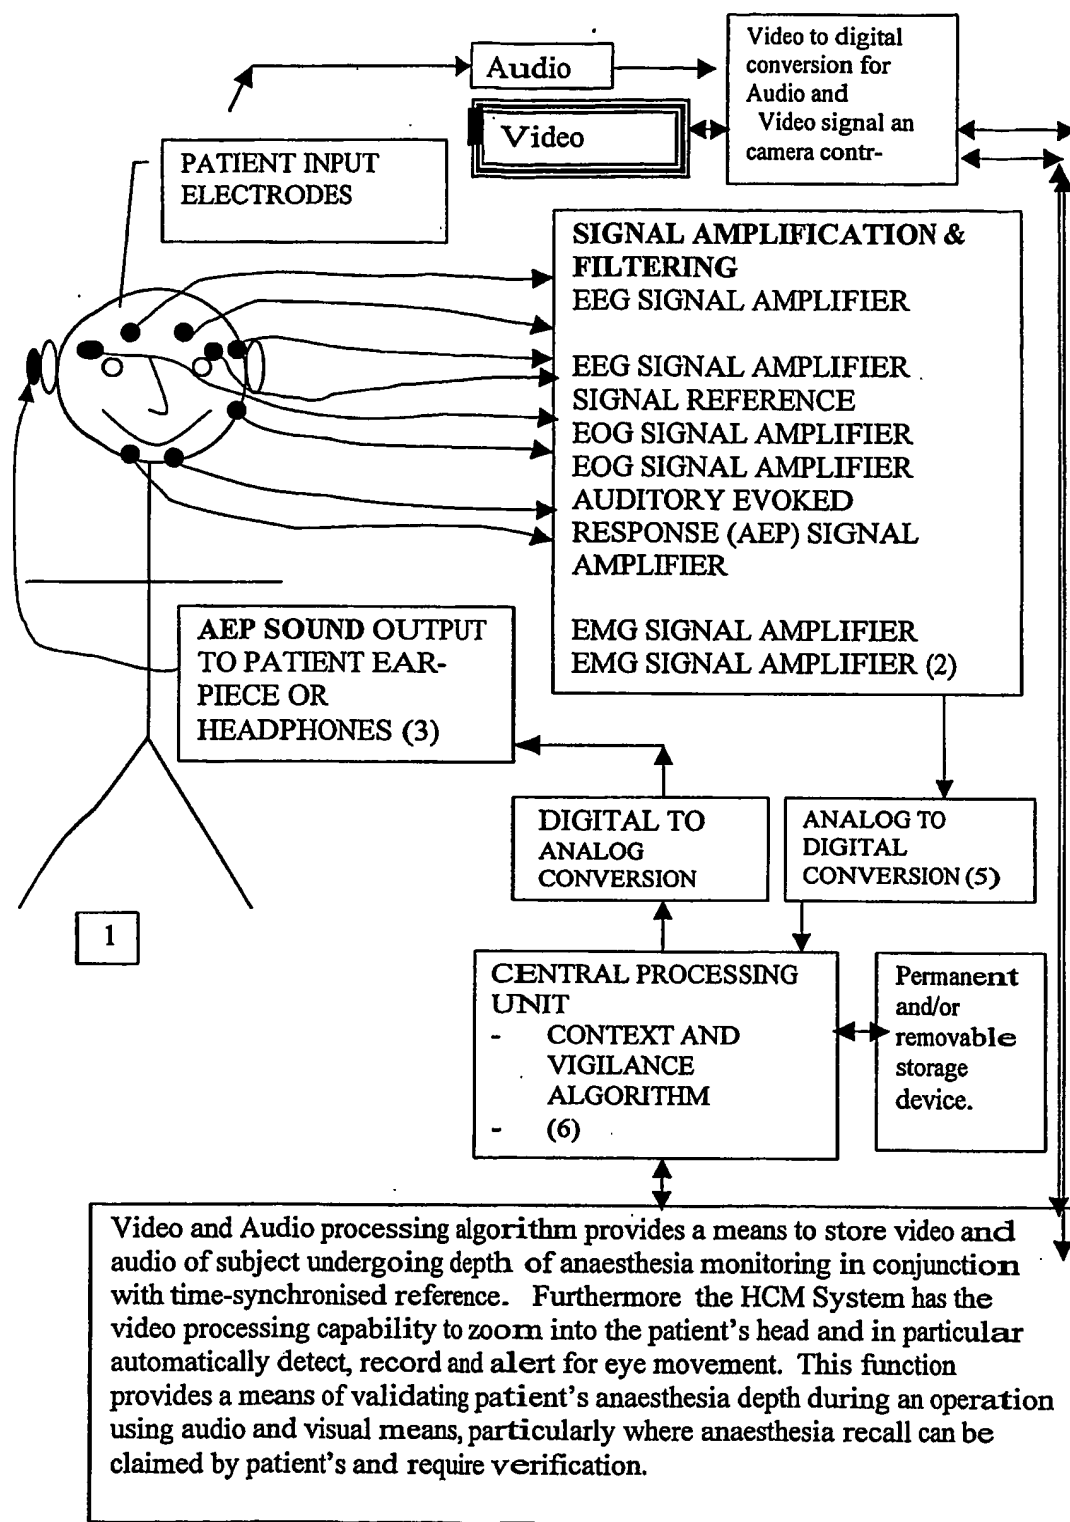 Audio
Video
Video to digital
conversion for
Audio and
Video signal an
camera contr-
PATIENT INPUT
ELECTRODES
SIGNAL AMPLIFICATION &
FILTERING
EEG SIGNAL AMPLIFIER
EEG SIGNAL AMPLIFIER
SIGNAL REFERENCE
EOG SIGNAL AMPLIFIER
EOG SIGNAL AMPLIFIER
AUDITORY EVOKED
RESPONSE (AEP) SIGNAL
AMPLIFIER
EMG SIGNAL AMPLIFIER
EMG SIGNAL AMPLIFIER (2)
AEP SOUND OUTPUT
TO PATIENT EAR-
PIECE OR
HEADPHONES (3)
DIGITAL TO
ANALOG
CONVERSION
ANALOG TO
DIGITAL
CONVERSION (5)
1
CENTRAL PROCESSING
UNIT
- CONTEXT AND
VIGILANCE
ALGORITHM
- (6)
Permanent
and/or
removable
storage
device.
Video and Audio processing algorithm provides a means to store video and
audio of subject undergoing depth of anaesthesia monitoring in conjunction
with time-synchronised reference. Furthermore the HCM System has the
video processing capability to zoom into the patient's head and in particular
automatically detect, record and alert for eye movement. This function
provides a means of validating patient's anaesthesia depth during an operation
using audio and visual means, particularly where anaesthesia recall can be
claimed by patient's and require verification.